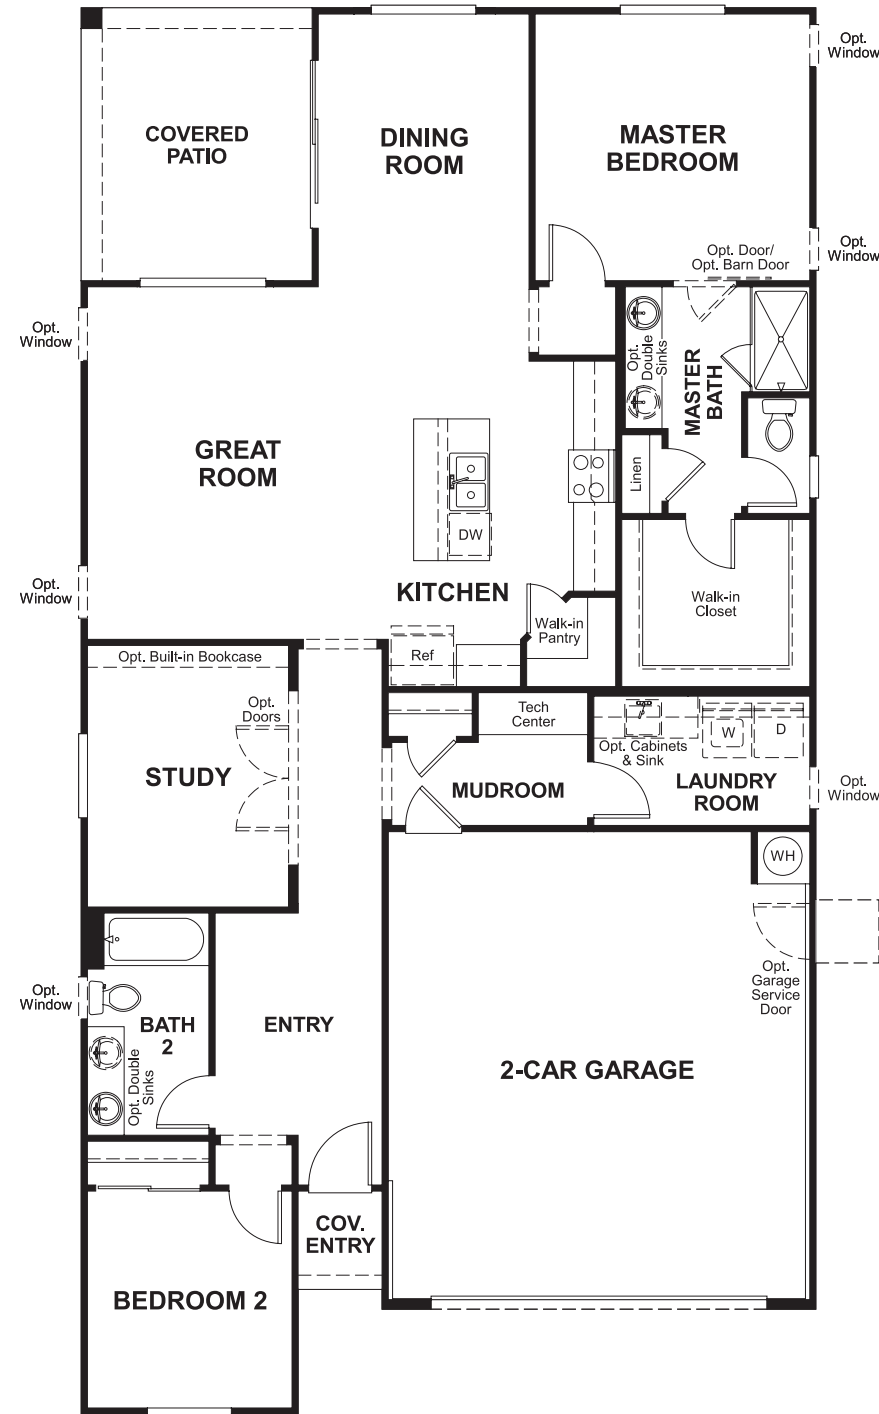 Opt.
Window
COVERED
PATIO
DINING
ROOM
MASTER
BEDROOM
Opt.
Window
Opt. Door/
Opt. Barn Door
Opt.
Window
Opt.
Double
Sinks
MASTER
BATH
GREAT
ROOM
Linen
DW
Opt.
Window
KITCHEN
Walk-in
Closet
Walk-in
Pantry
Ref
Opt. Built-in Bookcase
Opt.
Doors
Tech
Center
W
D
Opt. Cabinets
& Sink
STUDY
MUDROOM
LAUNDRY
ROOM
Opt.
Window
WH
Opt.
Garage
Service
Door
Opt.
Window
BATH
2
ENTRY
Opt. Double
Sinks
2-CAR GARAGE
COV.
ENTRY
BEDROOM 2